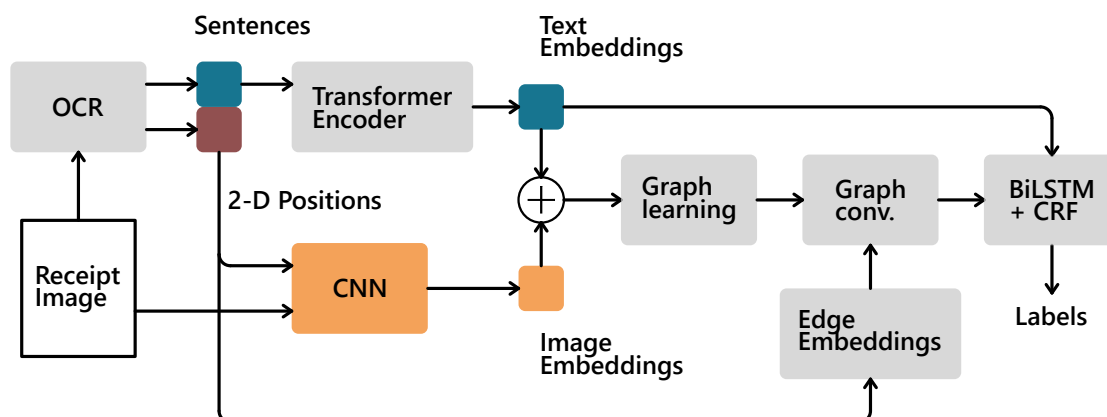 Sentences
Text
Embeddings
OCR
Transformer
Encoder
2-D Positions
Graph
learning
Graph
conv.
BiLSTM
+ CRF
Receipt
Image
CNN
Image
Embeddings
Edge
Embeddings
Labels